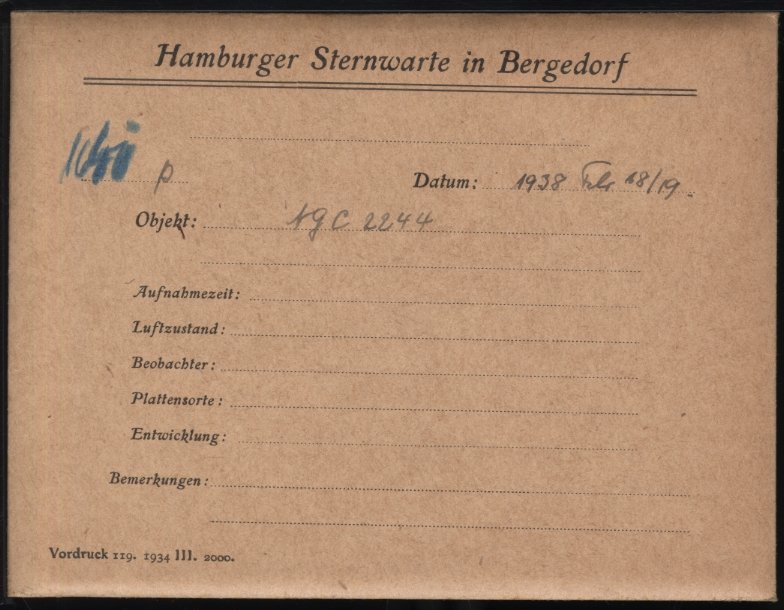 Hamburger Sternwarte in Bergedorf
p
Datum: 1938 Febr 18/19.
Objekt: NGC 2244
Aufnahmezeit:
Luftzustand:
Beobachter:
Plattensorte:
Entwicklung:
Bemerkungen:
Vordruck 119. 1934 III. 2000.